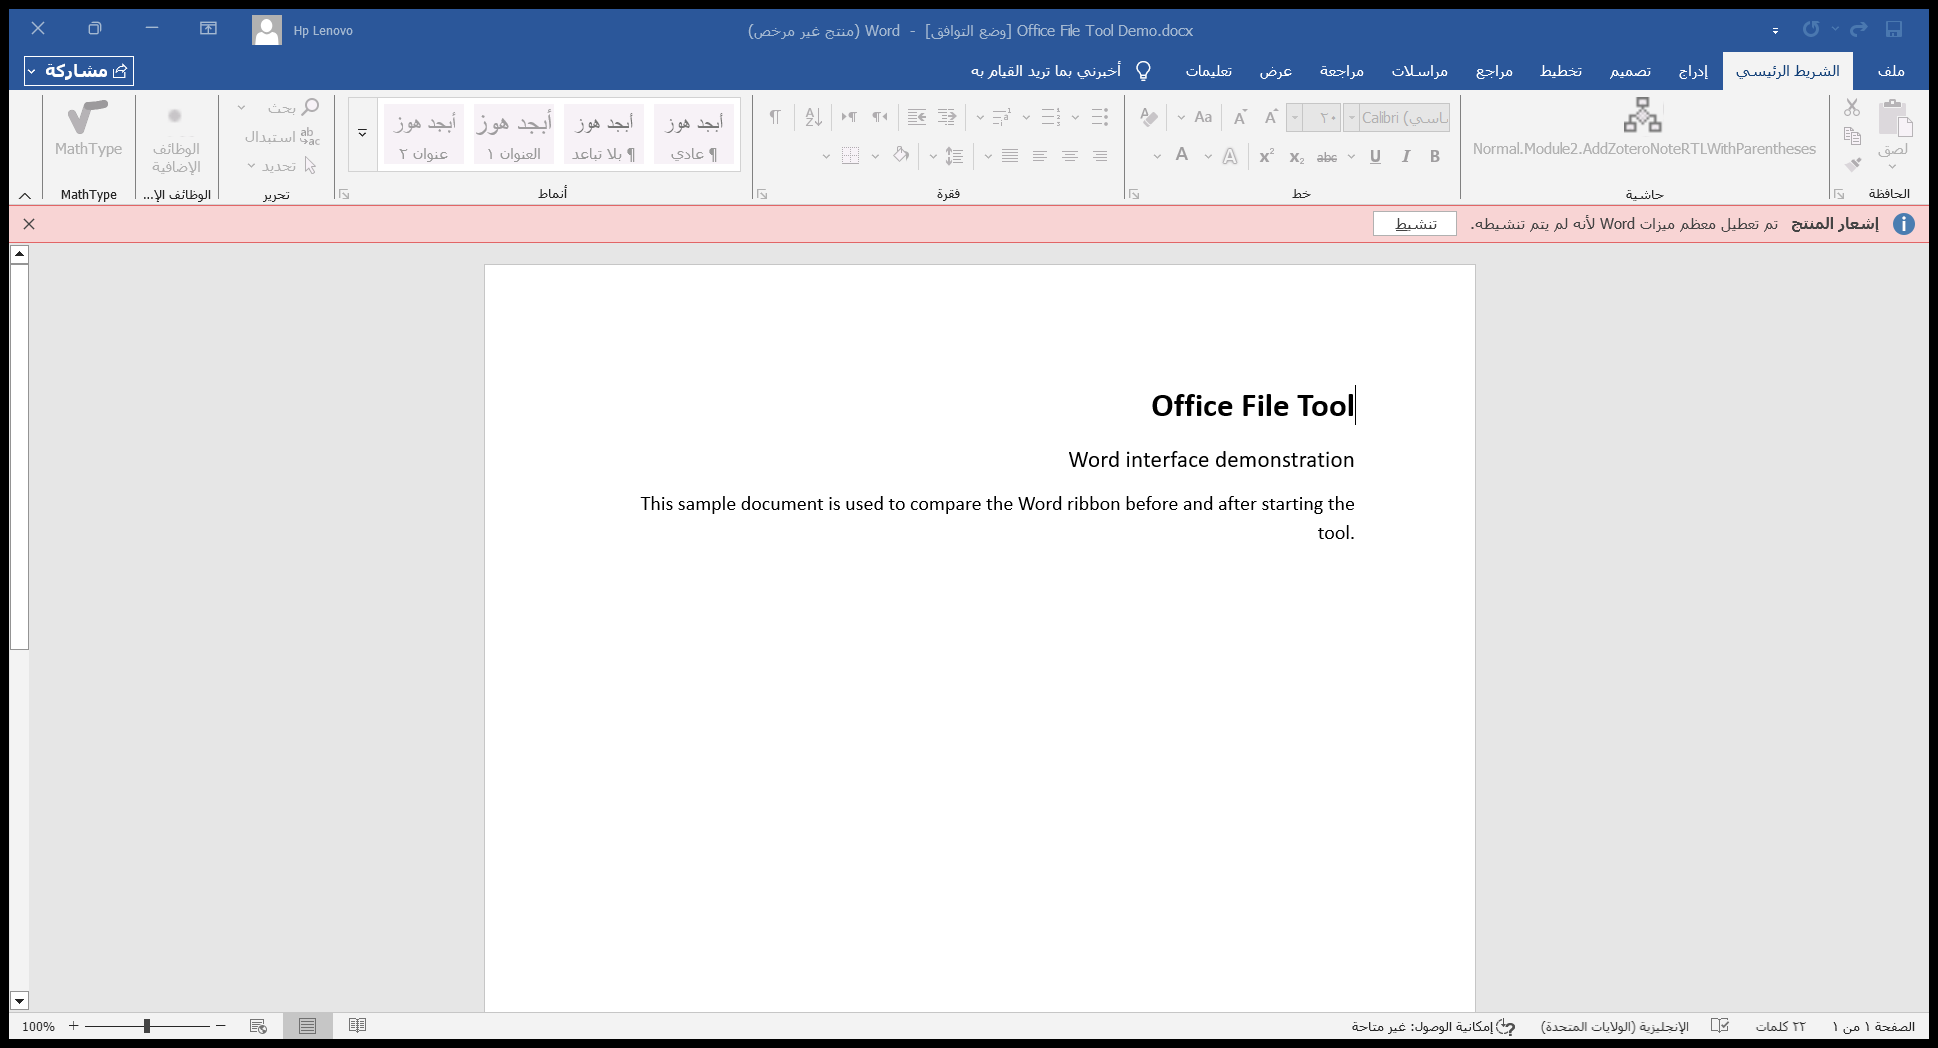 Hp Lenovo
Office File Tool Demo.docx [وضع التوافق] - Word (منتج غير مرخص)
ملف
الشريط الرئيسي
إدراج
تصميم
تخطيط
مراجع
مراسلات
مراجعة
عرض
تعليمات
أخبرني بما تريد القيام به
مشاركة
لصق
الحافظة
Normal.Module2.AddZoteroNoteRTLWithParentheses
حاشية
Calibri (اسي
٢٠
Aa
A
A
B
I
U
abc
X₂
X²
A
A
خط
فقرة
أبجد هوز
¶ عادي
أبجد هوز
¶ بلا تباعد
أبجد هوز
العنوان ١
أبجد هوز
عنوان ٢
أنماط
بحث
استبدال
تحديد
تحرير
الوظائف
الإضافية
الوظائف الإ...
MathType
MathType
إشعار المنتج
تم تعطيل معظم ميزات Word لأنه لم يتم تنشيطه.
تنشيط
Office File Tool
Word interface demonstration
This sample document is used to compare the Word ribbon before and after starting the
tool.
الصفحة ١ من ١
٢٢ كلمات
الإنجليزية (الولايات المتحدة)
إمكانية الوصول: غير متاحة
100%